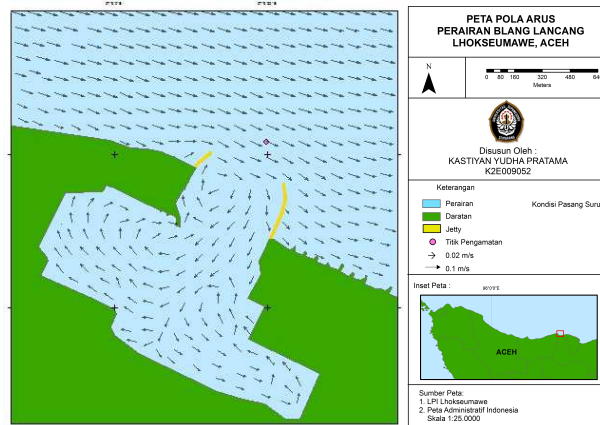 PETA POLA ARUS
PERAIRAN BLANG LANCANG
LHOKSEUMAWE, ACEH
N
0 80 160 320 480 640
Meters
Disusun Oleh :
KASTIYAN YUDHA PRATAMA
K2E009052
Keterangan
Perairan
Kondisi Pasang Suru
Daratan
Jetty
Titik Pengamatan
0.02 m/s
0.1 m/s
Inset Peta :
ACEH
Sumber Peta:
1. LPI Lhokseumawe
2. Peta Administratif Indonesia
Skala 1:25.0000